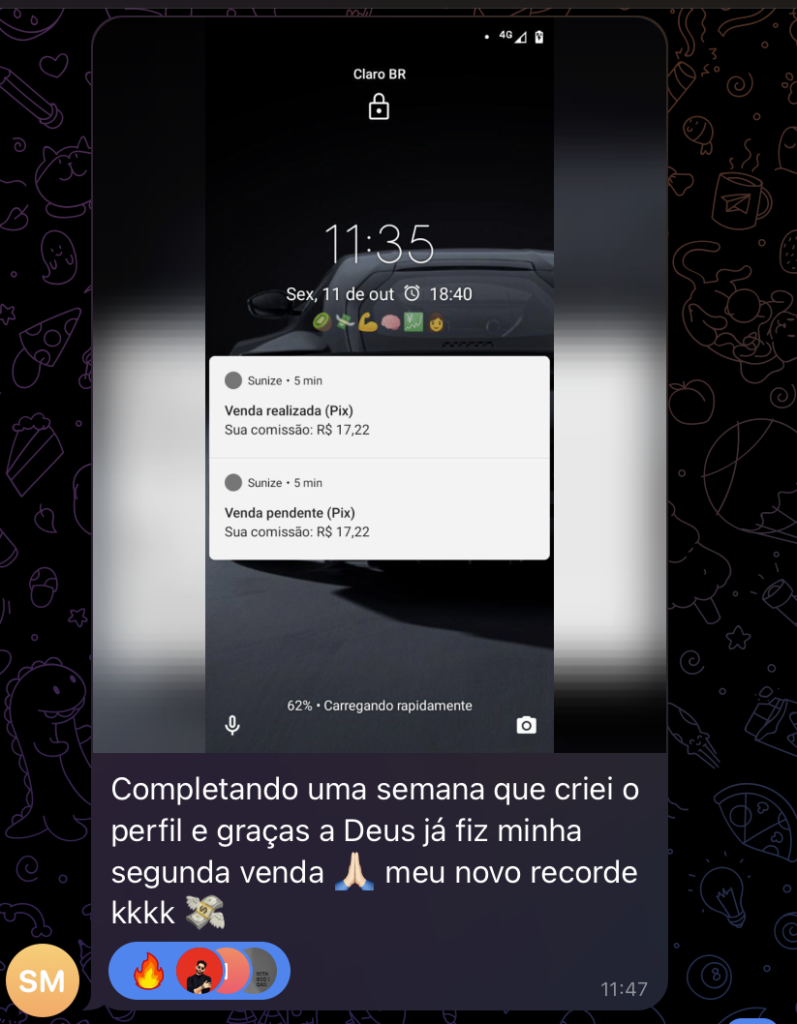 4G
Claro BR
11:35
Sex, 11 de out ⏰ 18:40
🥝💸💪🧠💹👩
Sunize • 5 min
Venda realizada (Pix)
Sua comissão: R$ 17,22
Sunize • 5 min
Venda pendente (Pix)
Sua comissão: R$ 17,22
62% • Carregando rapidamente
Completando uma semana que criei o
perfil e graças a Deus já fiz minha
segunda venda 🙏🏻 meu novo recorde
kkkk 💸
SM
11:47